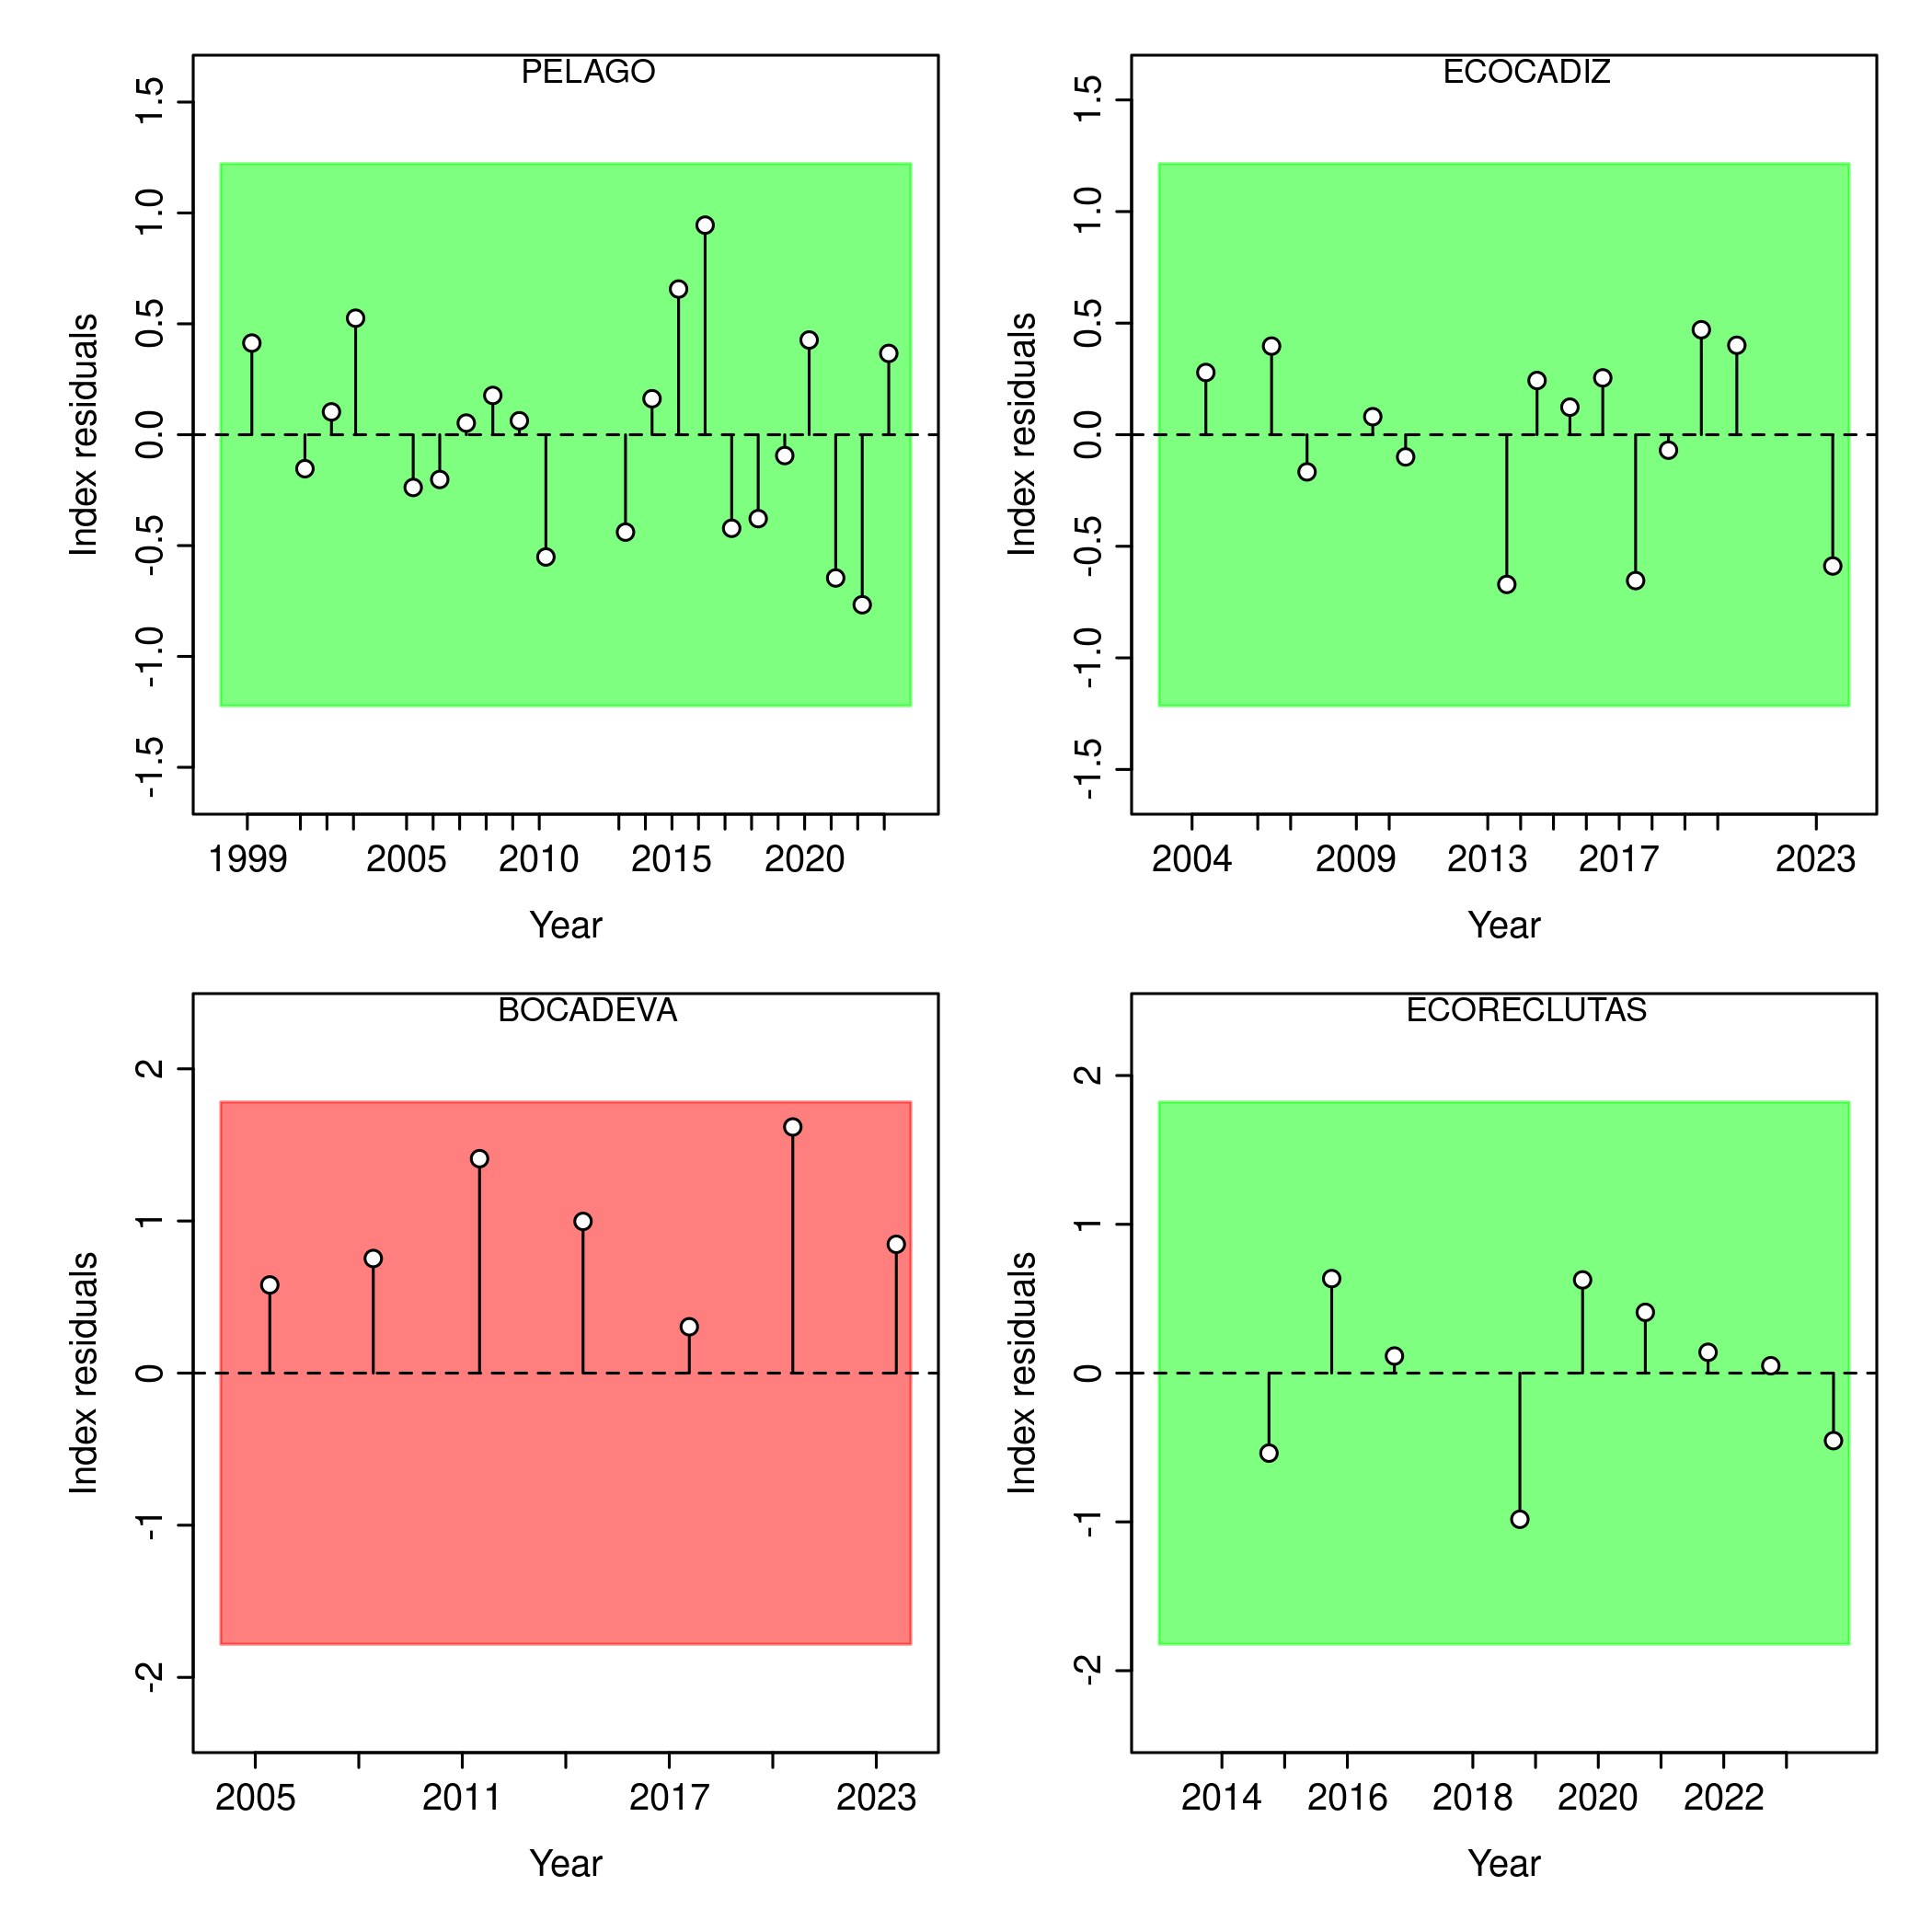 PELAGO
Index residuals
1.5
1.0
0.5
0.0
-0.5
-1.0
-1.5
1999 2005 2010 2015 2020
Year
ECOCADIZ
Index residuals
1.5
1.0
0.5
0.0
-0.5
-1.0
-1.5
2004 2009 2013 2017 2023
Year
BOCADEVA
Index residuals
2
1
0
-1
-2
2005 2011 2017 2023
Year
ECORECLUTAS
Index residuals
2
1
0
-1
-2
2014 2016 2018 2020 2022
Year